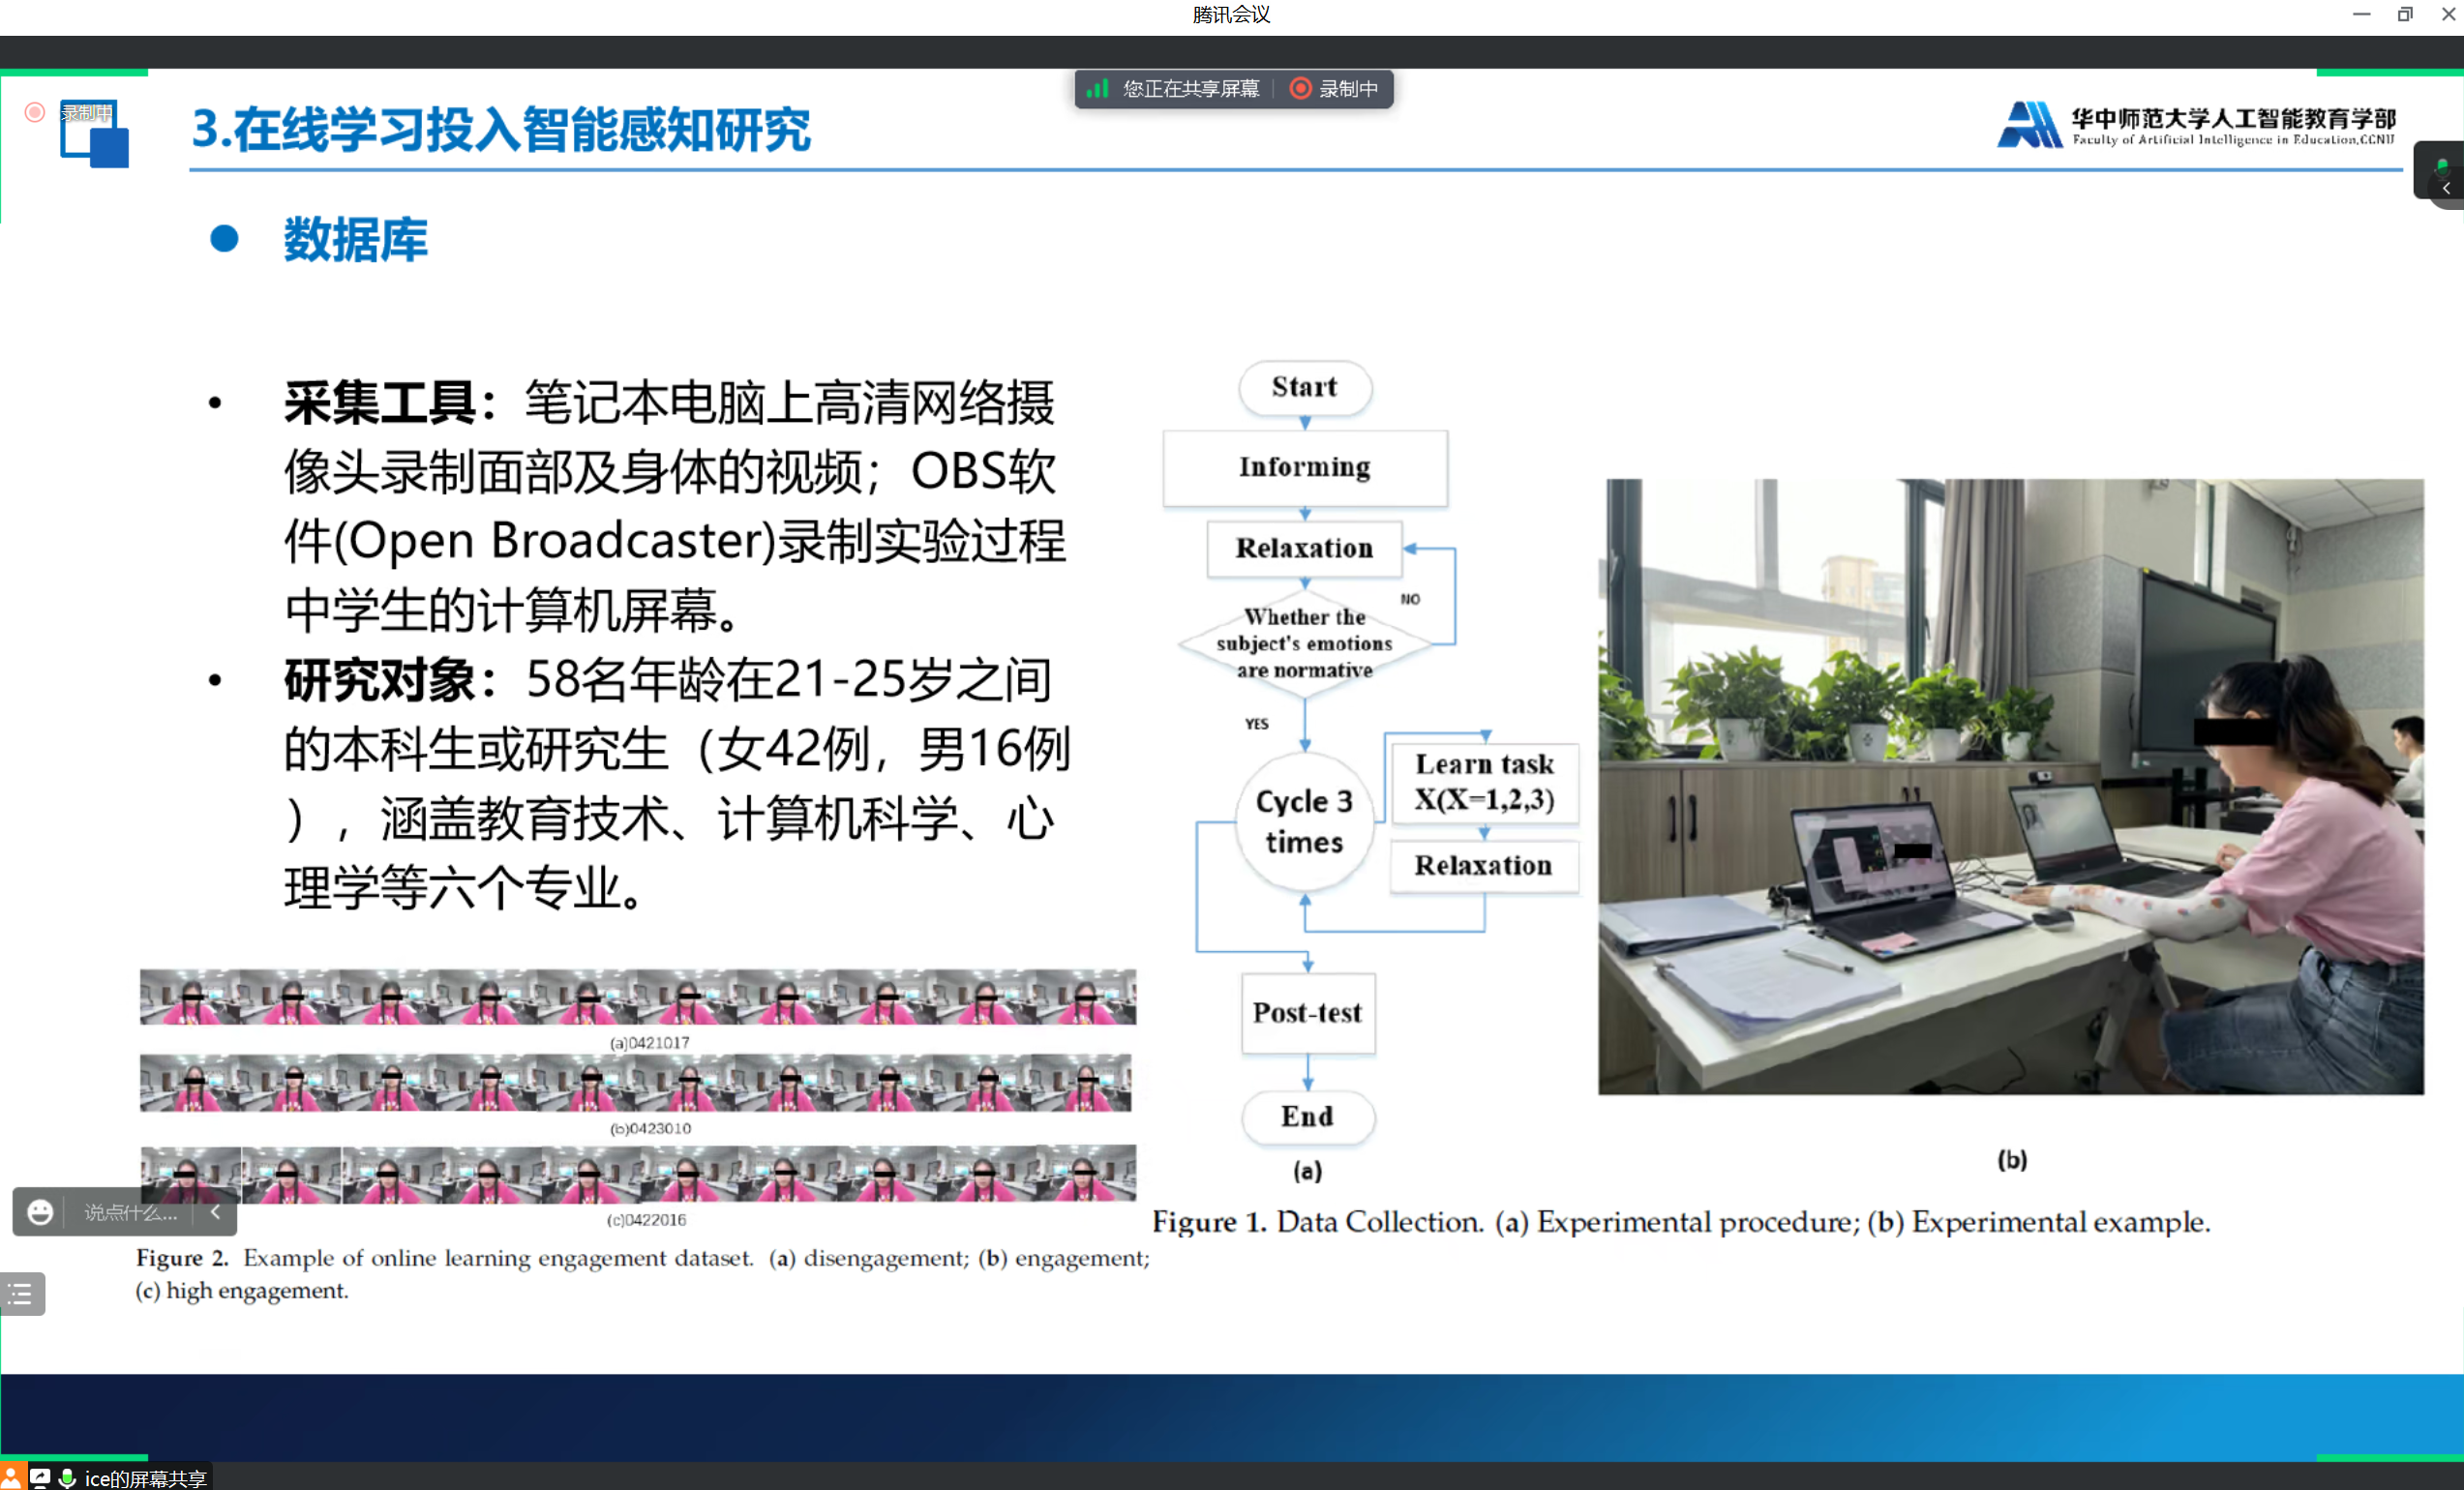 腾讯会议
您正在共享屏幕
录制中
录制中
3.在线学习投入智能感知研究
华中师范大学人工智能教育学部
Faculty of Artificial Intelligence in Education,CCNU
数据库
• 采集工具：笔记本电脑上高清网络摄
像头录制面部及身体的视频；OBS软
件(Open Broadcaster)录制实验过程
中学生的计算机屏幕。
• 研究对象：58名年龄在21-25岁之间
的本科生或研究生（女42例，男16例
），涵盖教育技术、计算机科学、心
理学等六个专业。
(a)0421017
(b)0423010
(c)0422016
Figure 2. Example of online learning engagement dataset. (a) disengagement; (b) engagement;
(c) high engagement.
Start
Informing
Relaxation
NO
Whether the
subject's emotions
are normative
YES
Cycle 3
times
Learn task
X(X=1,2,3)
Relaxation
Post-test
End
(a)
(b)
Figure 1. Data Collection. (a) Experimental procedure; (b) Experimental example.
说点什么...
ice的屏幕共享